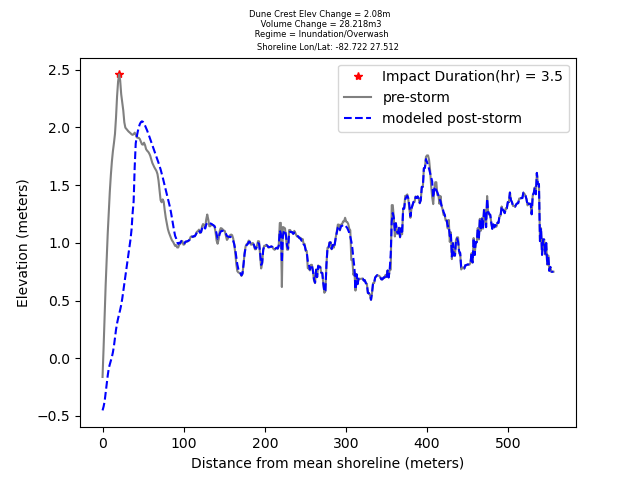 Dune Crest Elev Change = 2.08m
Volume Change = 28.218m3
Regime = Inundation/Overwash
Shoreline Lon/Lat: -82.722 27.512
Impact Duration(hr) = 3.5
pre-storm
modeled post-storm
Elevation (meters)
2.5
2.0
1.5
1.0
0.5
0.0
−0.5
0 100 200 300 400 500
Distance from mean shoreline (meters)